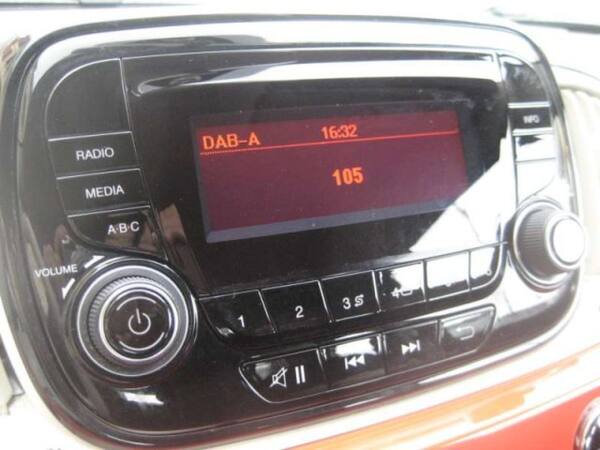 DAB-A 16:32
105
RADIO
MEDIA
A·B·C
VOLUME
INFO
1 2 3